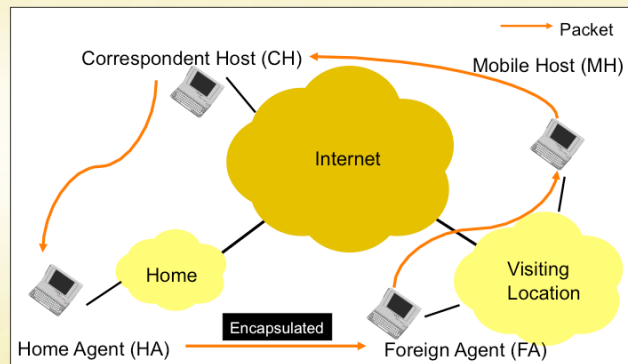 Packet
Correspondent Host (CH)
Mobile Host (MH)
Internet
Home
Visiting
Location
Encapsulated
Home Agent (HA)
Foreign Agent (FA)